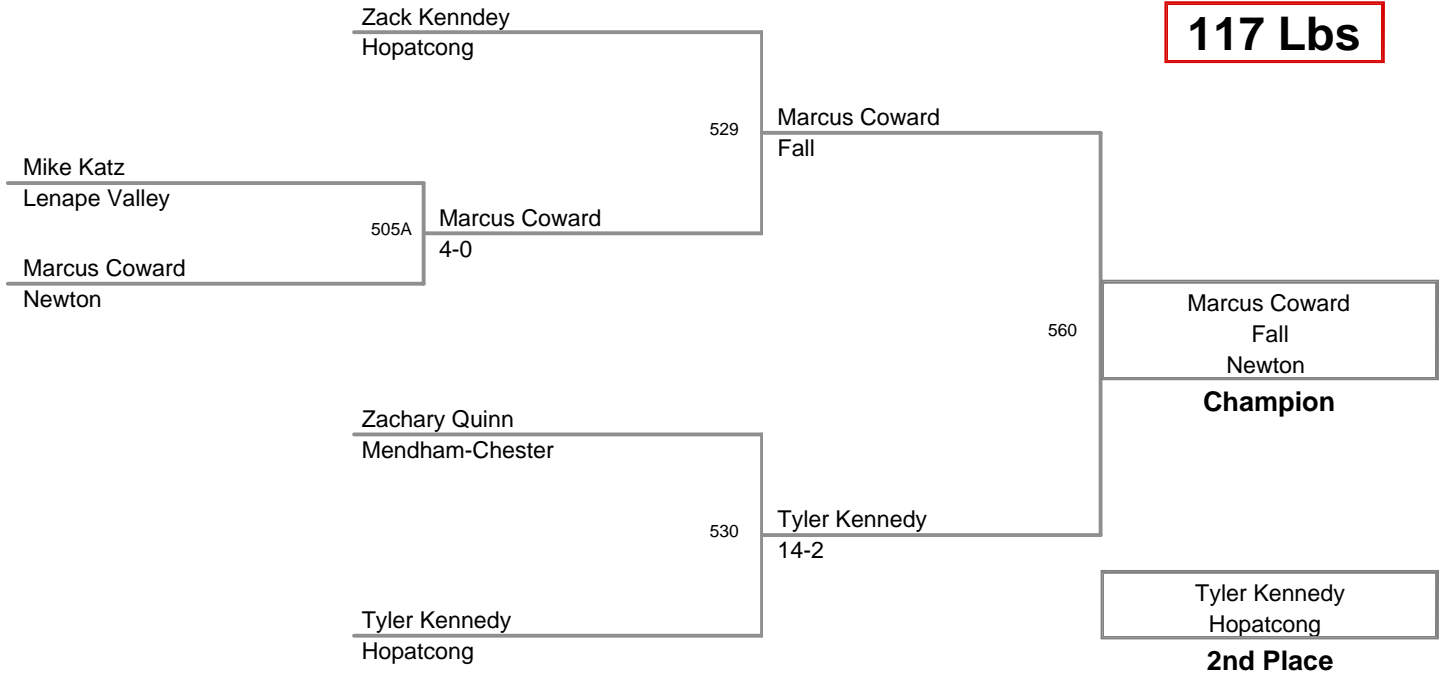 Zack Kenndey
Hopatcong
117 Lbs
529
Marcus Coward
Fall
Mike Katz
Lenape Valley
505A
Marcus Coward
4-0
Marcus Coward
Newton
560
Marcus Coward
Fall
Newton
Champion
Zachary Quinn
Mendham-Chester
530
Tyler Kennedy
14-2
Tyler Kennedy
Hopatcong
Tyler Kennedy
Hopatcong
2nd Place